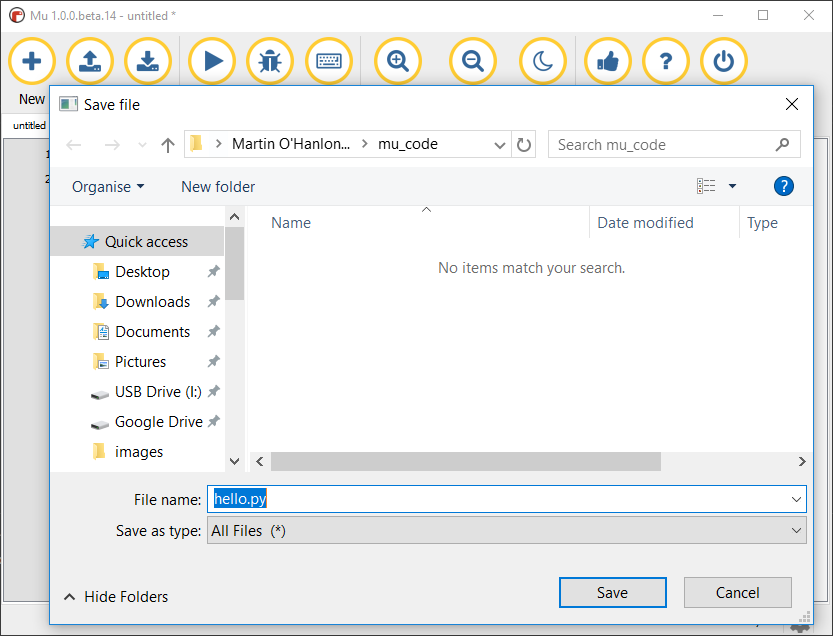 Mu 1.0.0.beta.14 - untitled *
?
New
untitled
1
2
Save file
Martin O'Hanlon... > mu_code
Search mu_code
Organise
New folder
?
Name
Date modified
Type
No items match your search.
Quick access
Desktop
Downloads
Documents
Pictures
USB Drive (I:)
Google Drive
images
File name: hello.py
Save as type: All Files (*)
Hide Folders
Save
Cancel